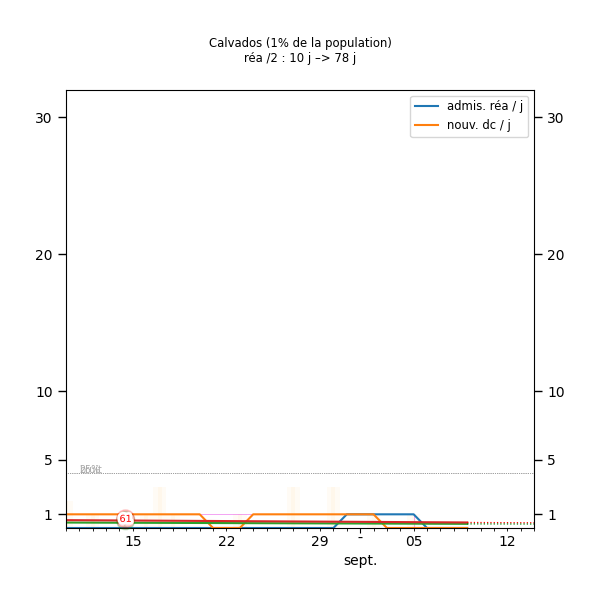 Calvados (1% de la population)
réa /2 : 10 j –> 78 j
admis. réa / j
nouv. dc / j
30 30
20 20
10 10
5 5
1 1
61
15 22 29 - 05 12
sept.